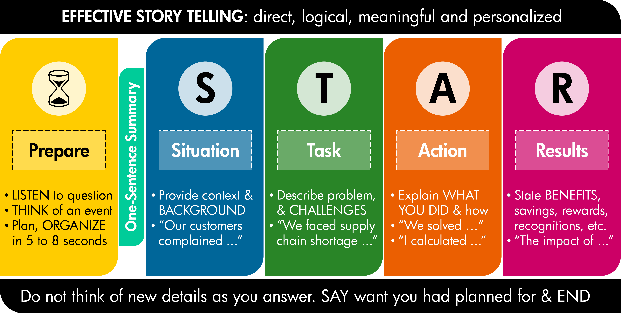 EFFECTIVE STORY TELLING: direct, logical, meaningful and personalized
Prepare
• LISTEN to question
• THINK of an event
• Plan, ORGANIZE
in 5 to 8 seconds
One-Sentence Summary
S
Situation
• Provide context &
BACKGROUND
• “Our customers
complained ...”
T
Task
• Describe problem,
& CHALLENGES
• “We faced supply
chain shortage ...”
A
Action
• Explain WHAT
YOU DID & how
• “We solved ...”
• “I calculated ...”
R
Results
• State BENEFITS,
savings, rewards,
recognitions, etc.
• “The impact of ...”
Do not think of new details as you answer. SAY want you had planned for & END